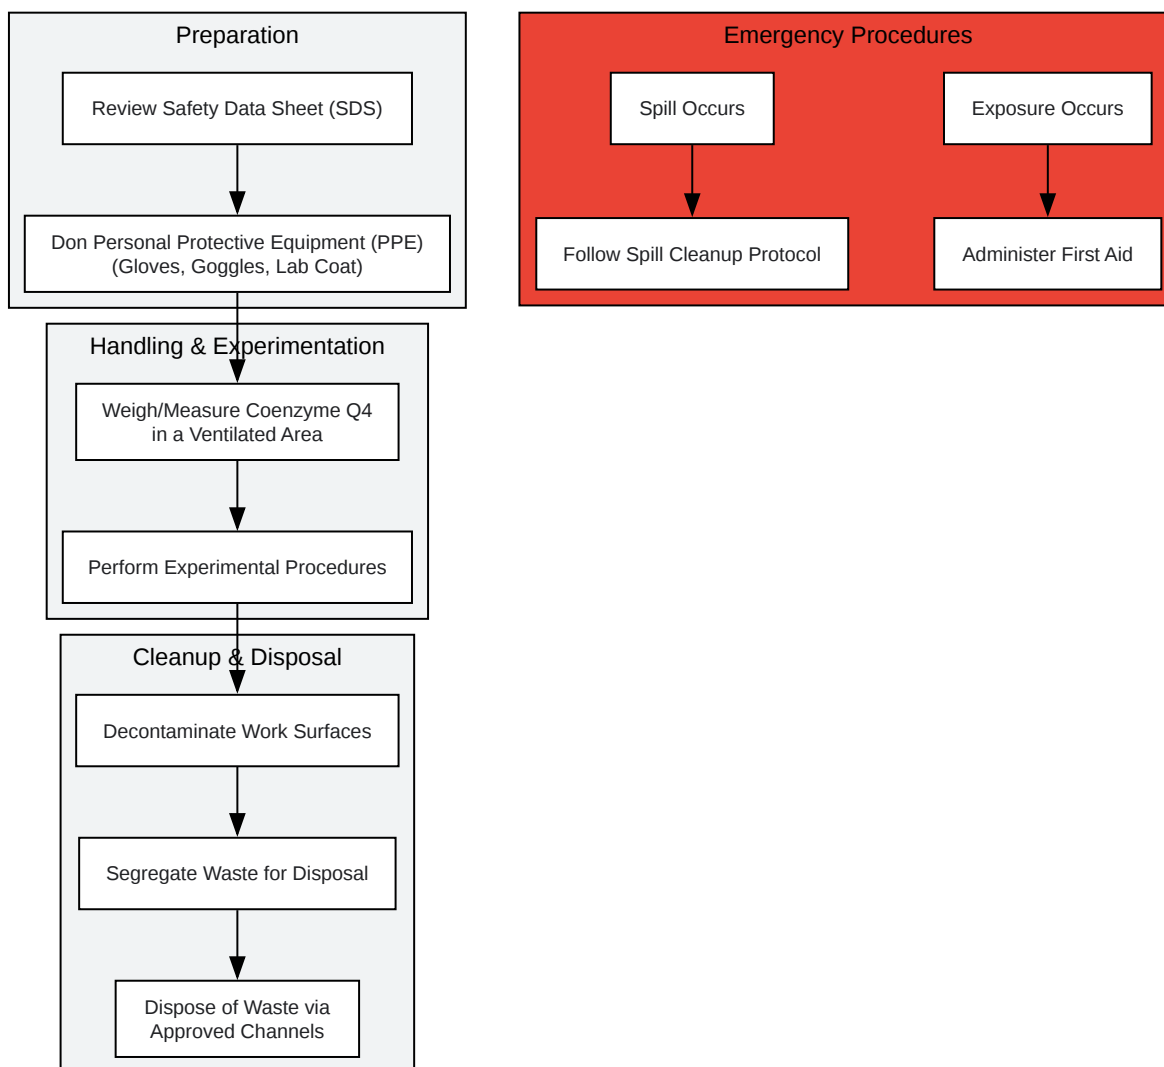 Preparation
Review Safety Data Sheet (SDS)
Don Personal Protective Equipment (PPE)
(Gloves, Goggles, Lab Coat)
Handling & Experimentation
Weigh/Measure Coenzyme Q4
in a Ventilated Area
Perform Experimental Procedures
Cleanup & Disposal
Decontaminate Work Surfaces
Segregate Waste for Disposal
Dispose of Waste via
Approved Channels
Emergency Procedures
Spill Occurs
Follow Spill Cleanup Protocol
Exposure Occurs
Administer First Aid